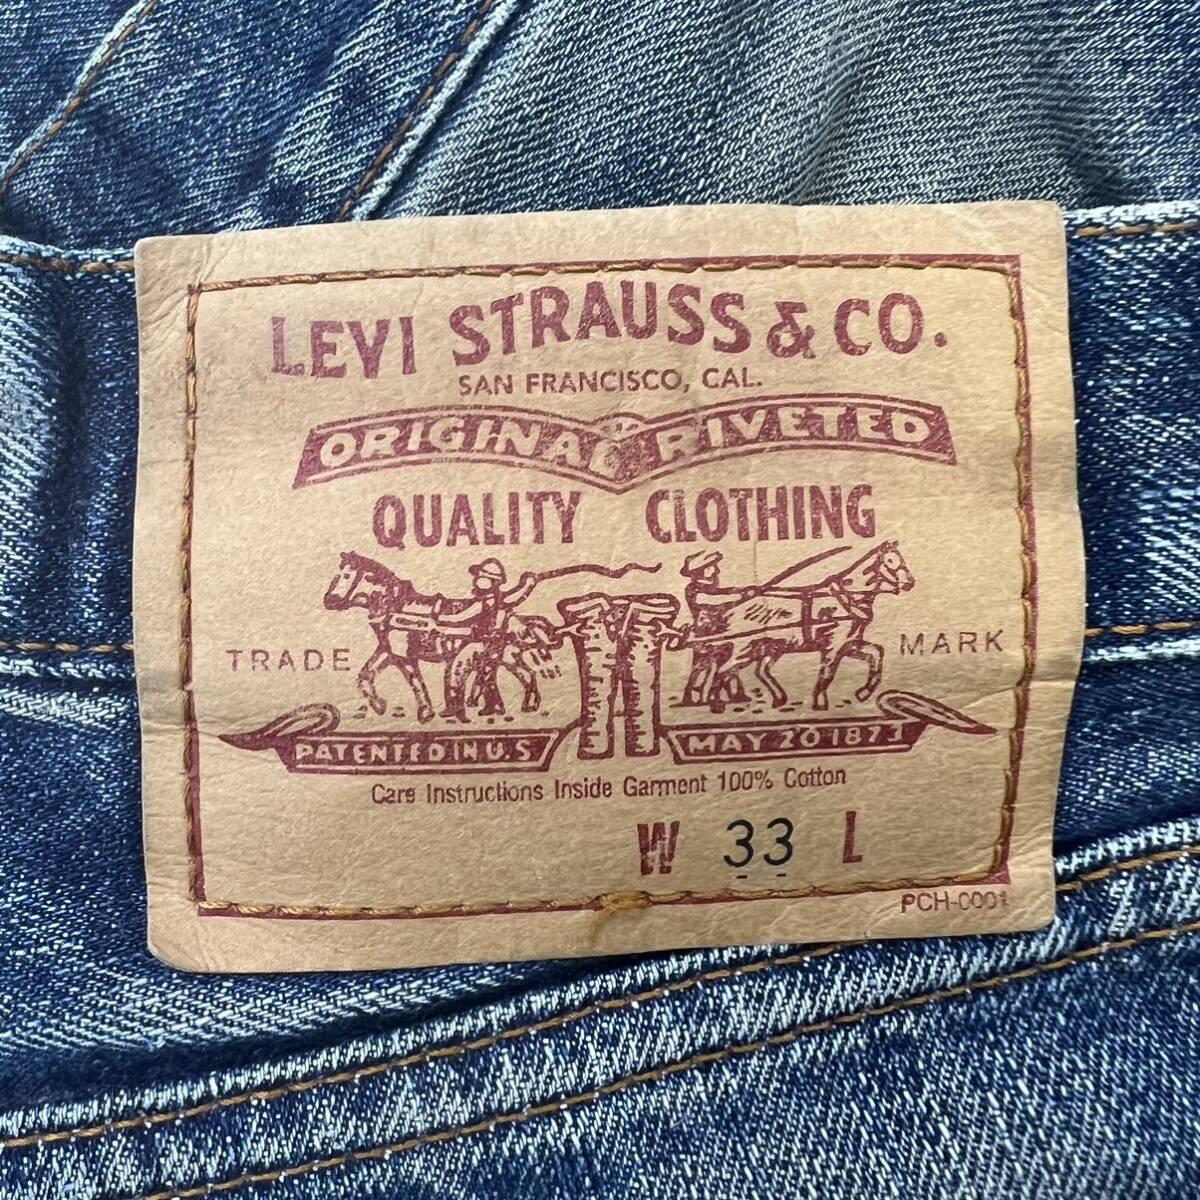 LEVI STRAUSS & CO.
SAN FRANCISCO, CAL.
ORIGINAL RIVETED
QUALITY CLOTHING
TRADE MARK
PATENTED IN U.S MAY 20 1873
Care Instructions Inside Garment 100% Cotton
W 33 L
PCH-0001